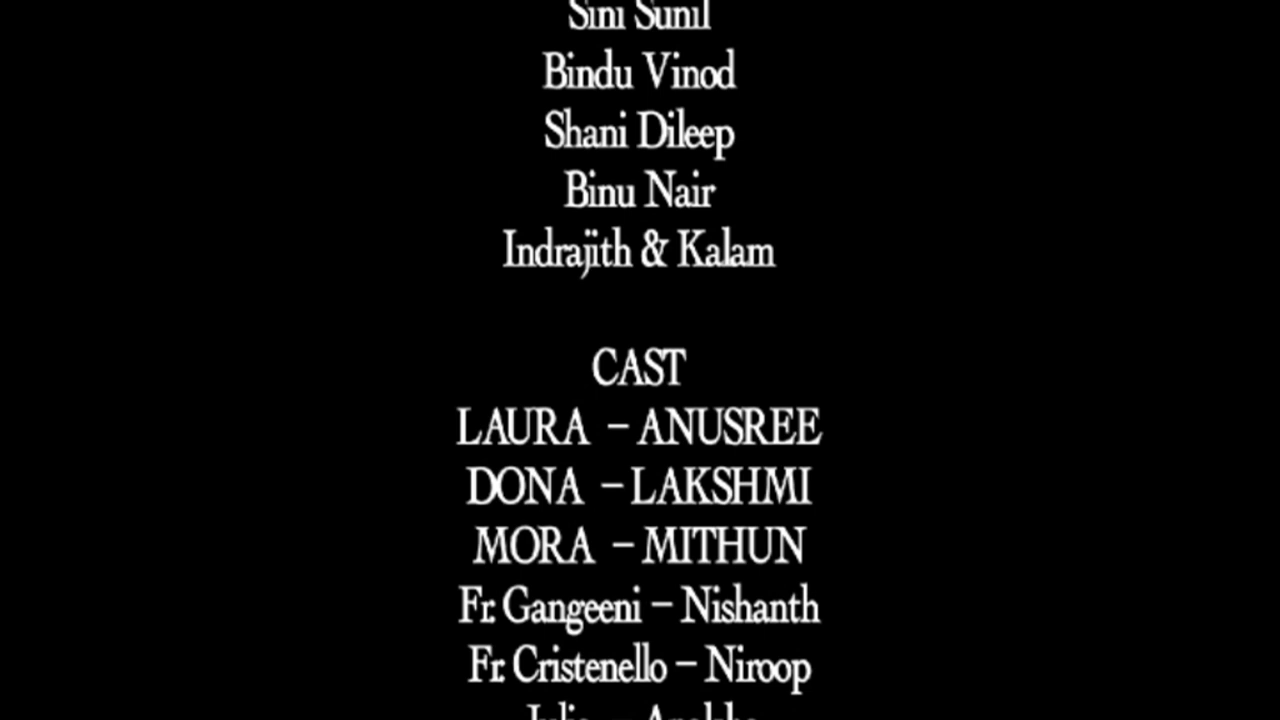 Sini Sunil
Bindu Vinod
Shani Dileep
Binu Nair
Indrajith & Kalam
CAST
LAURA – ANUSREE
DONA – LAKSHMI
MORA – MITHUN
Fr. Gangeeni – Nishanth
Fr. Cristenello – Niroop